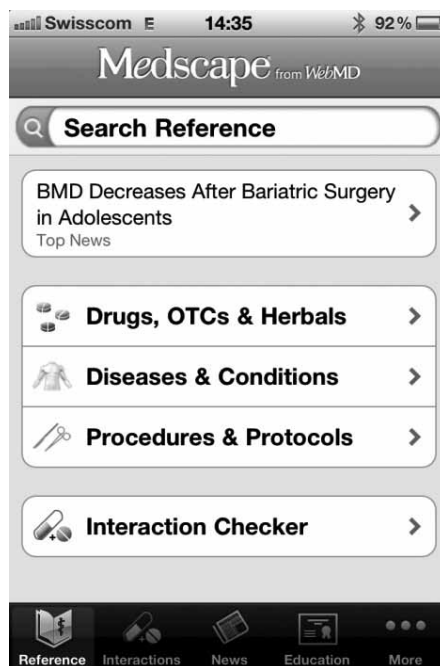 Swisscom E 14:35 92%
Medscape from WebMD
Search Reference
BMD Decreases After Bariatric Surgery
in Adolescents
Top News
Drugs, OTCs & Herbals
Diseases & Conditions
Procedures & Protocols
Interaction Checker
Reference Interactions News Education More